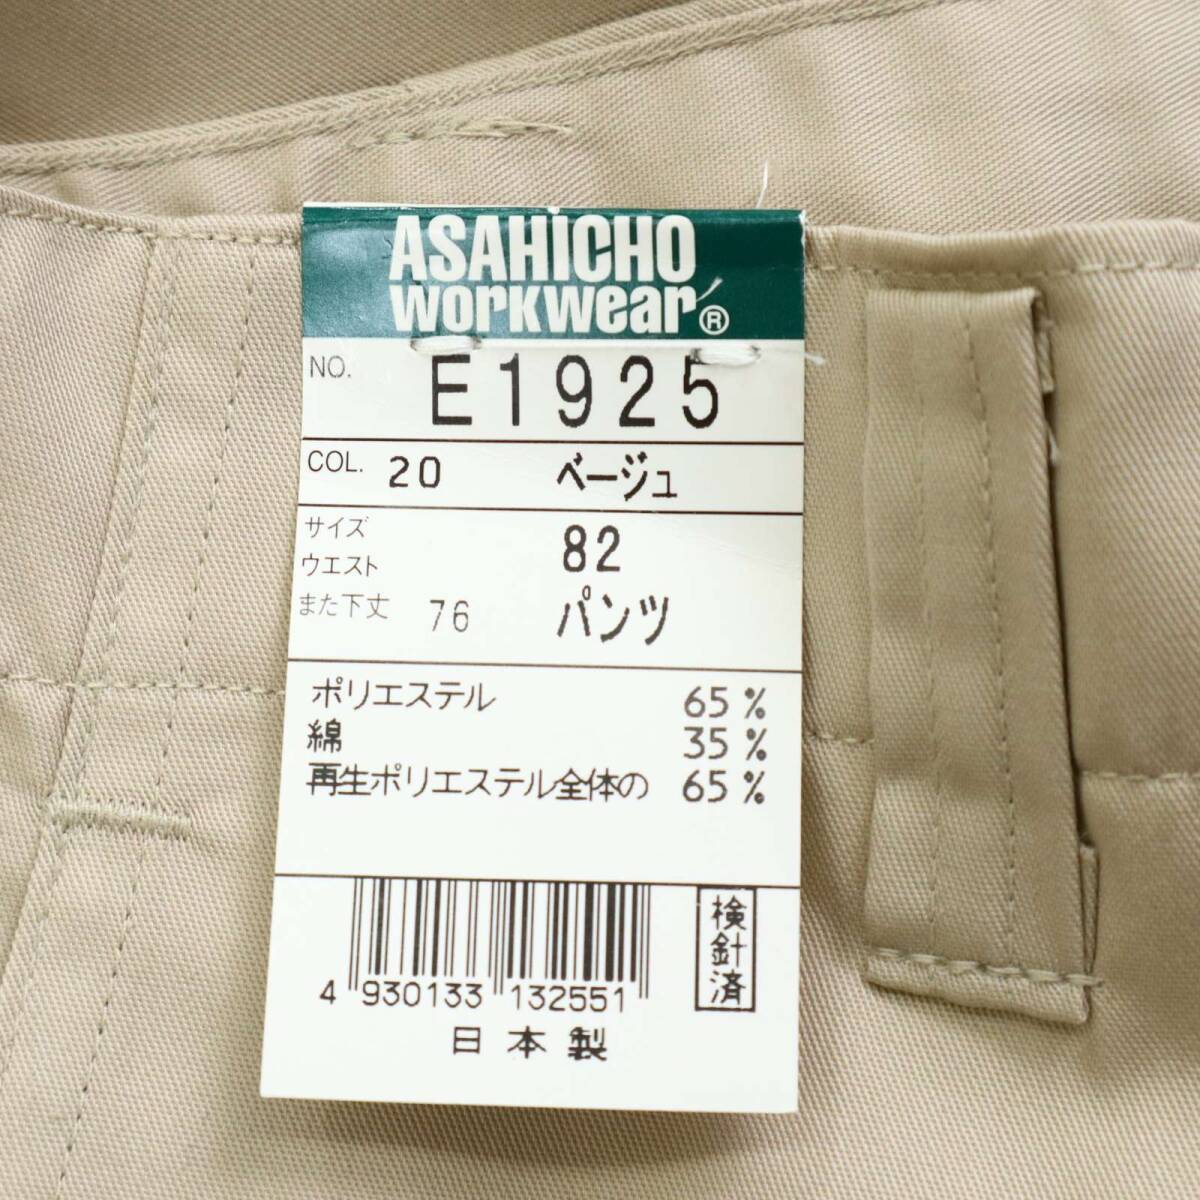 ASAHICHO
WORKWEAR®
NO. E1925
COL. 20 ベージュ
サイズ
ウエスト 82
また下丈 76 パンツ
ポリエステル 65%
綿 35%
再生ポリエステル全体の 65%
検針済
4 930133 132551
日本製